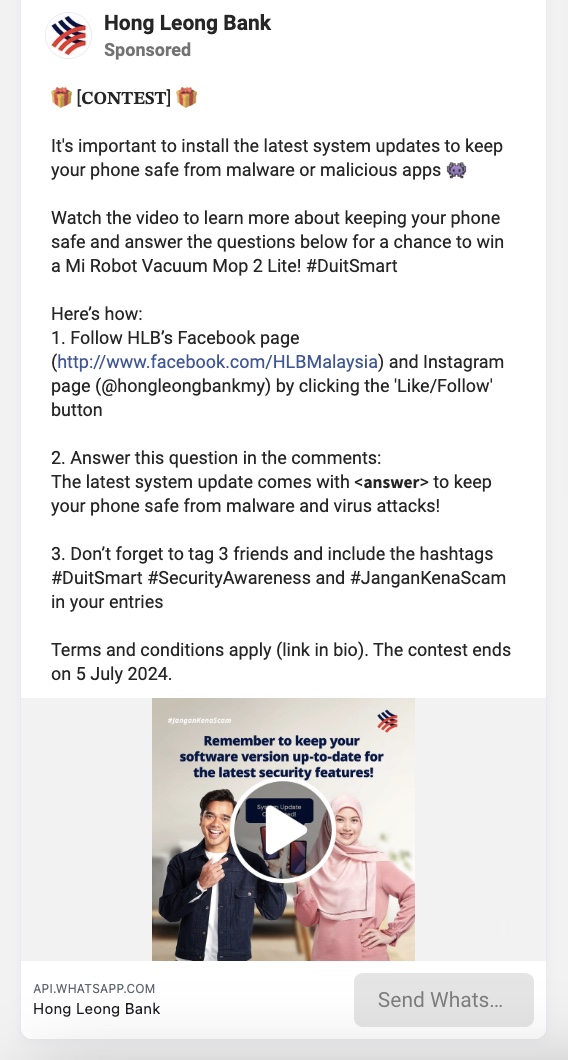 Hong Leong Bank
Sponsored
🎁 [CONTEST] 🎁
It's important to install the latest system updates to keep
your phone safe from malware or malicious apps 👾
Watch the video to learn more about keeping your phone
safe and answer the questions below for a chance to win
a Mi Robot Vacuum Mop 2 Lite! #DuitSmart
Here’s how:
1. Follow HLB’s Facebook page
(http://www.facebook.com/HLBMalaysia) and Instagram
page (@hongleongbankmy) by clicking the 'Like/Follow'
button
2. Answer this question in the comments:
The latest system update comes with <answer> to keep
your phone safe from malware and virus attacks!
3. Don’t forget to tag 3 friends and include the hashtags
#DuitSmart #SecurityAwareness and #JanganKenaScam
in your entries
Terms and conditions apply (link in bio). The contest ends
on 5 July 2024.
#JanganKenaScam
Remember to keep your
software version up-to-date for
the latest security features!
System Update
API.WHATSAPP.COM
Hong Leong Bank
Send Whats...